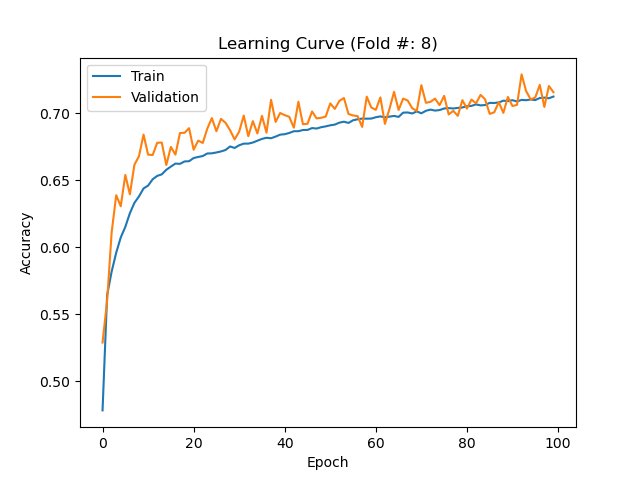 Learning Curve (Fold #: 8)
Train
Validation
Accuracy
0.70
0.65
0.60
0.55
0.50
0 20 40 60 80 100
Epoch